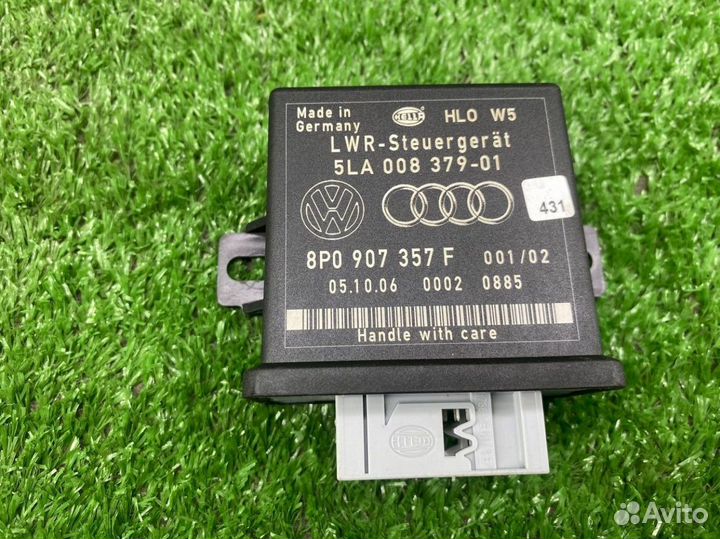 Made in
Germany
HELLA
HLO W5
LWR-Steuergerät
5LA 008 379-01
431
8P0 907 357 F 001/02
05.10.06 0002 0885
Handle with care
HELLA
Avito